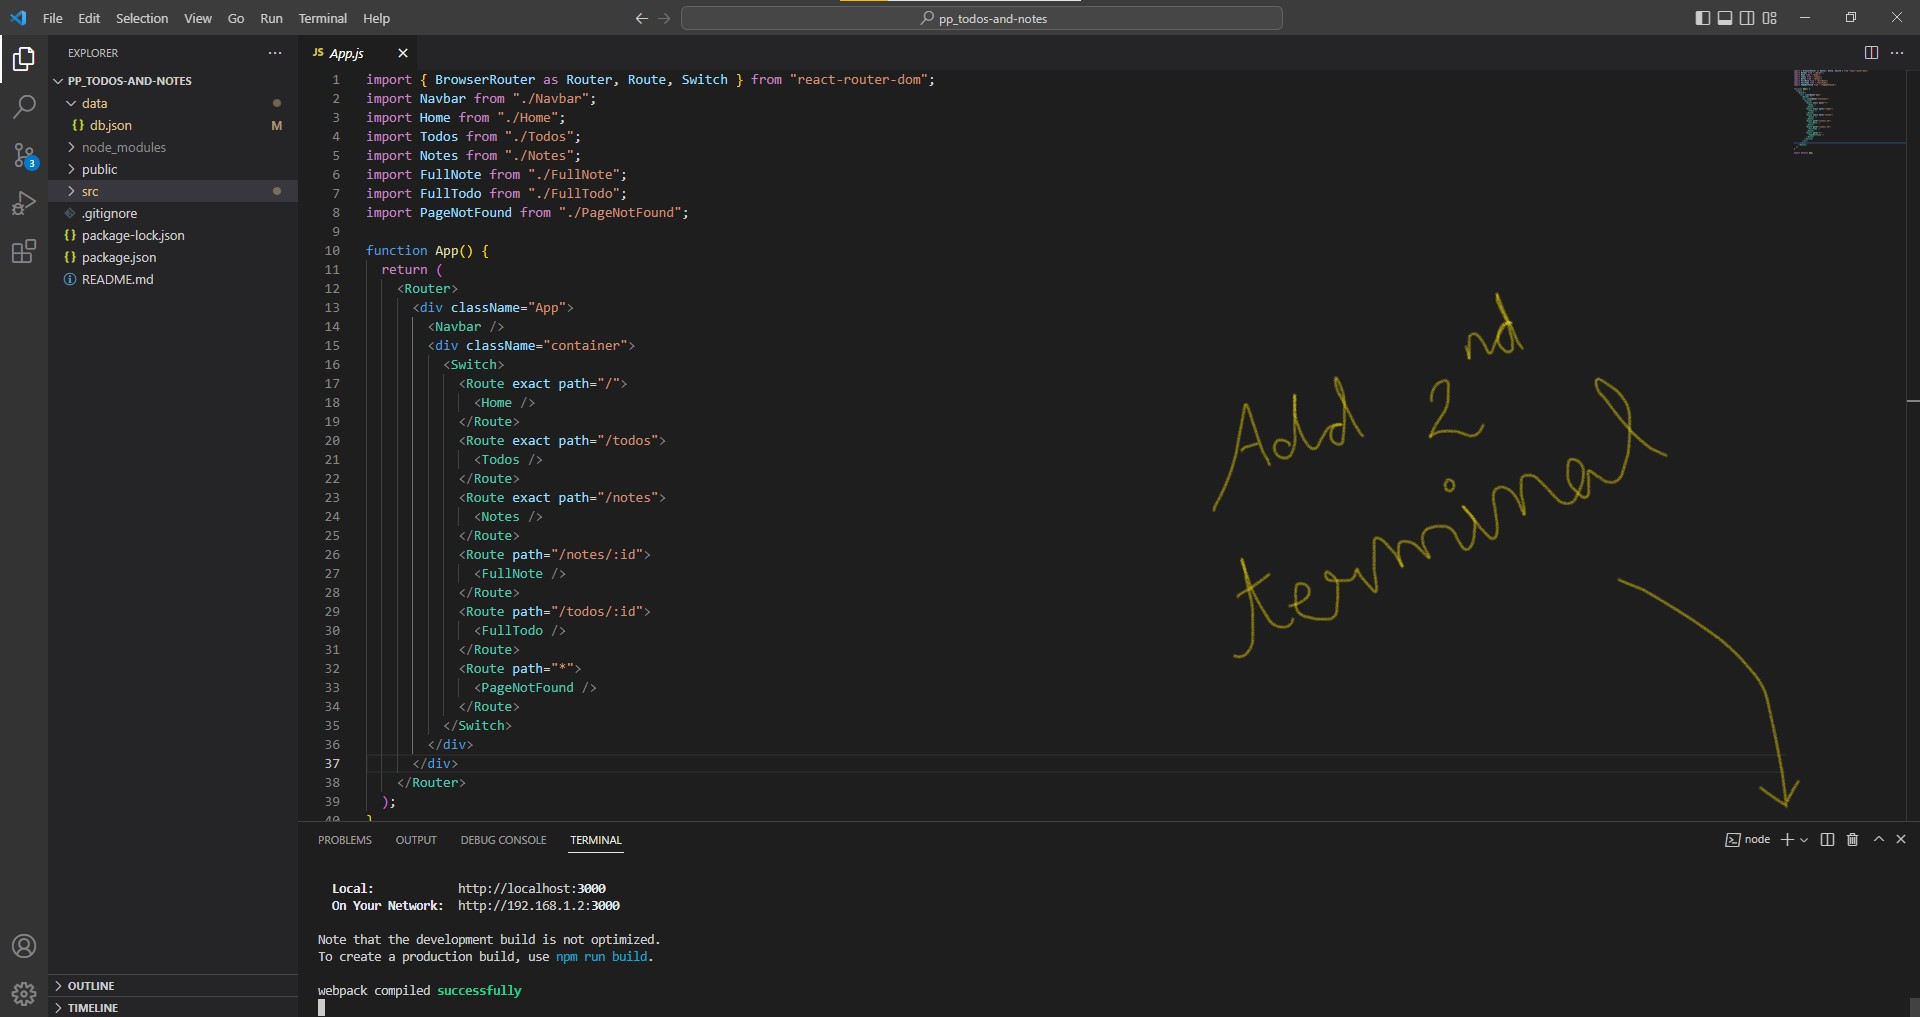 File Edit Selection View Go Run Terminal Help
pp_todos-and-notes
EXPLORER
PP_TODOS-AND-NOTES
data
db.json M
node_modules
public
src
.gitignore
package-lock.json
package.json
README.md
OUTLINE
TIMELINE
3
JS App.js
1 import { BrowserRouter as Router, Route, Switch } from "react-router-dom";
2 import Navbar from "./Navbar";
3 import Home from "./Home";
4 import Todos from "./Todos";
5 import Notes from "./Notes";
6 import FullNote from "./FullNote";
7 import FullTodo from "./FullTodo";
8 import PageNotFound from "./PageNotFound";
9
10 function App() {
11 return (
12 <Router>
13 <div className="App">
14 <Navbar />
15 <div className="container">
16 <Switch>
17 <Route exact path="/">
18 <Home />
19 </Route>
20 <Route exact path="/todos">
21 <Todos />
22 </Route>
23 <Route exact path="/notes">
24 <Notes />
25 </Route>
26 <Route path="/notes/:id">
27 <FullNote />
28 </Route>
29 <Route path="/todos/:id">
30 <FullTodo />
31 </Route>
32 <Route path="*">
33 <PageNotFound />
34 </Route>
35 </Switch>
36 </div>
37 </div>
38 </Router>
39 );
40 }
Add 2nd
terminal
PROBLEMS OUTPUT DEBUG CONSOLE TERMINAL
node
Local: http://localhost:3000
On Your Network: http://192.168.1.2:3000
Note that the development build is not optimized.
To create a production build, use npm run build.
webpack compiled successfully